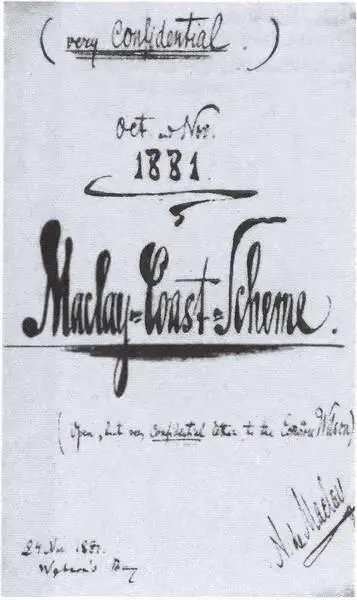 (very Confidential.)
Oct. and Nov.
1881.
Maclay=Coast=Scheme.
(Open, but very confidential letter to the Wilson)
N. de Maclay
24 Nov. 1881.
Watson's Bay